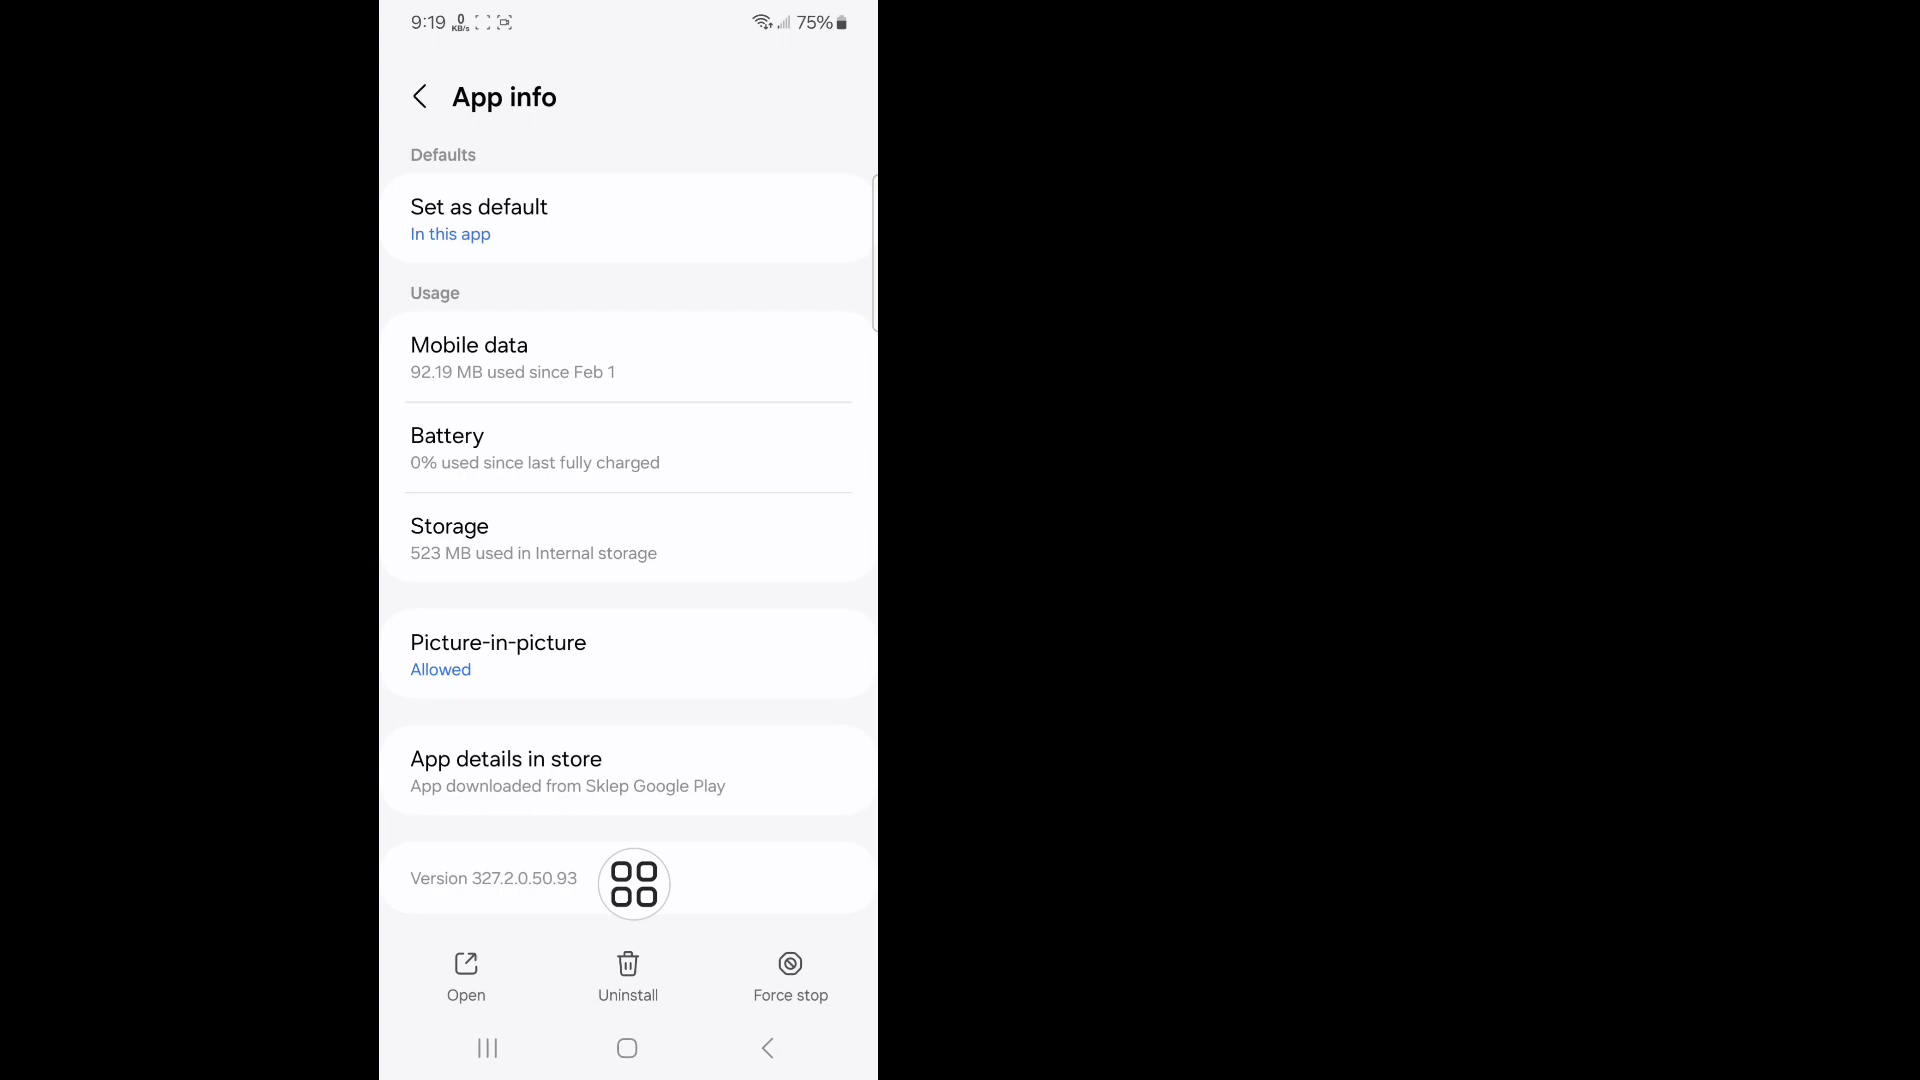 9:19 0 KB/s 75%
App info
Defaults
Set as default
In this app
Usage
Mobile data
92.19 MB used since Feb 1
Battery
0% used since last fully charged
Storage
523 MB used in Internal storage
Picture-in-picture
Allowed
App details in store
App downloaded from Sklep Google Play
Version 327.2.0.50.93
Open Uninstall Force stop